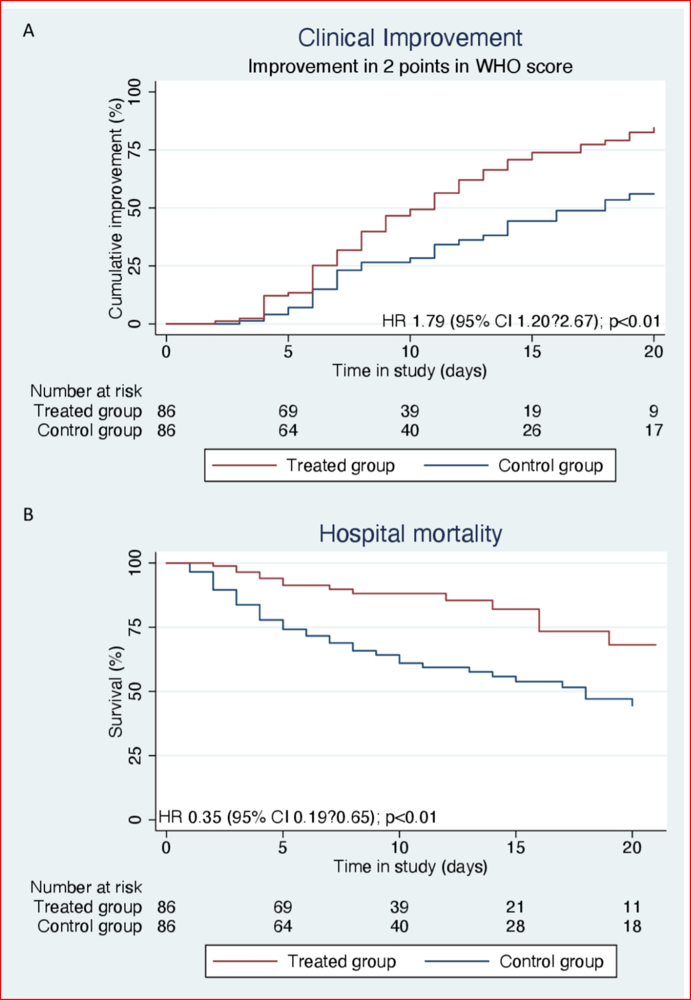 A
Clinical Improvement
Improvement in 2 points in WHO score
Cumulative improvement (%)
100
75
50
25
0
HR 1.79 (95% CI 1.20?2.67); p<0.01
0 5 10 15 20
Time in study (days)
Number at risk
Treated group 86 69 39 19 9
Control group 86 64 40 26 17
Treated group Control group
B
Hospital mortality
Survival (%)
100
75
50
25
0
HR 0.35 (95% CI 0.19?0.65); p<0.01
0 5 10 15 20
Time in study (days)
Number at risk
Treated group 86 69 39 21 11
Control group 86 64 40 28 18
Treated group Control group